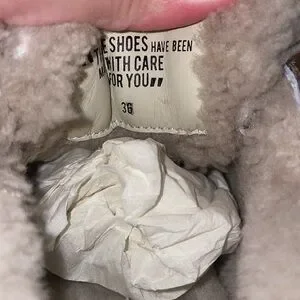 E SHOES HAVE BEEN
WITH CARE
FOR YOU"
36